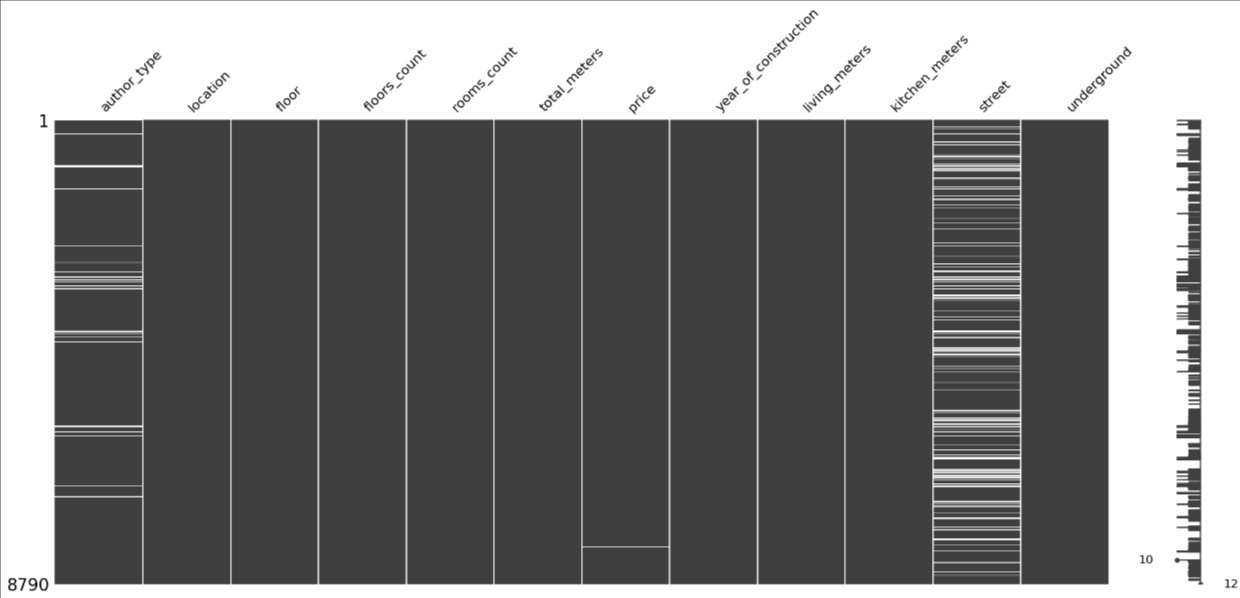 author_type
location
floor
floors_count
rooms_count
total_meters
price
year_of_construction
living_meters
kitchen_meters
street
underground
1
10
8790
12